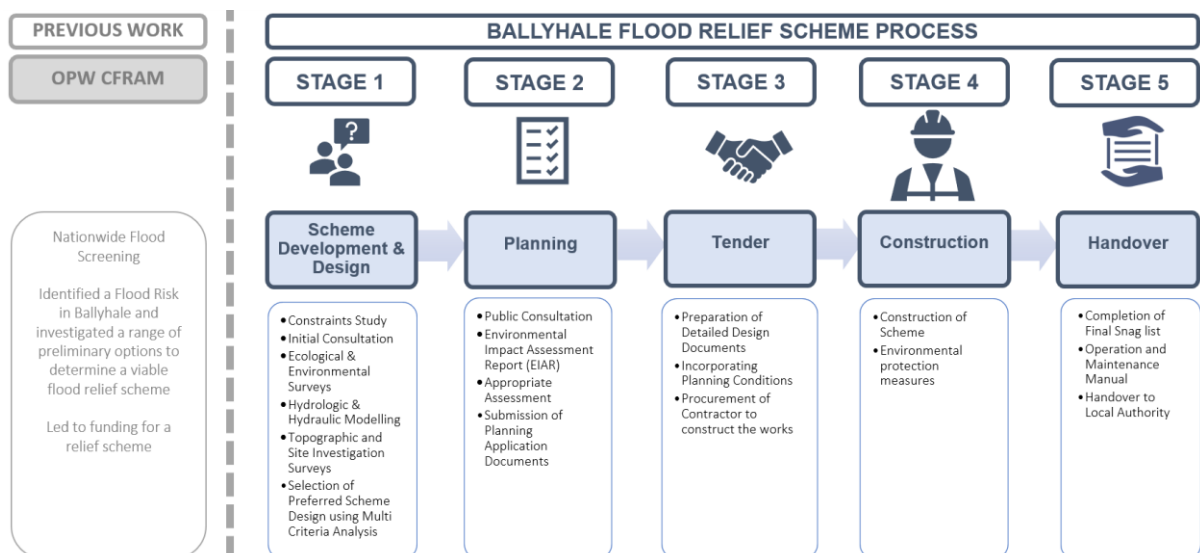 PREVIOUS WORK
OPW CFRAM
Nationwide Flood
Screening
Identified a Flood Risk
in Ballyhale and
investigated a range of
preliminary options to
determine a viable
flood relief scheme
Led to funding for a
relief scheme
BALLYHALE FLOOD RELIEF SCHEME PROCESS
STAGE 1
?
Scheme
Development &
Design
•Constraints Study
•Initial Consultation
•Ecological &
Environmental
Surveys
•Hydrologic &
Hydraulic Modelling
•Topographic and
Site Investigation
Surveys
•Selection of
Preferred Scheme
Design using Multi
Criteria Analysis
STAGE 2
Planning
•Public Consultation
•Environmental
Impact Assessment
Report (EIAR)
•Appropriate
Assessment
•Submission of
Planning
Application
Documents
STAGE 3
Tender
•Preparation of
Detailed Design
Documents
•Incorporating
Planning Conditions
•Procurement of
Contractor to
construct the works
STAGE 4
Construction
•Construction of
Scheme
•Environmental
protection
measures
STAGE 5
Handover
•Completion of
Final Snag list
•Operation and
Maintenance
Manual
•Handover to
Local Authority